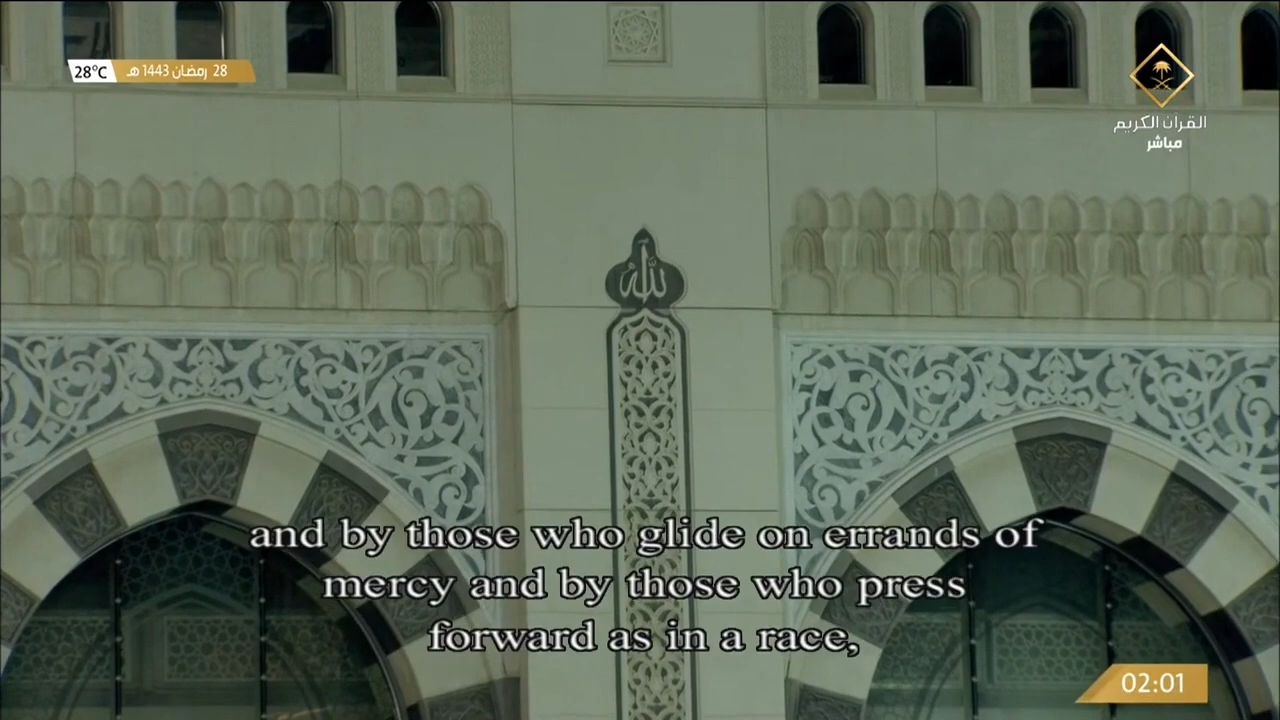 28°C
28 رمضان 1443 هـ
القرآن الكريم
مباشر
الله
and by those who glide on errands of
mercy and by those who press
forward as in a race,
02:01